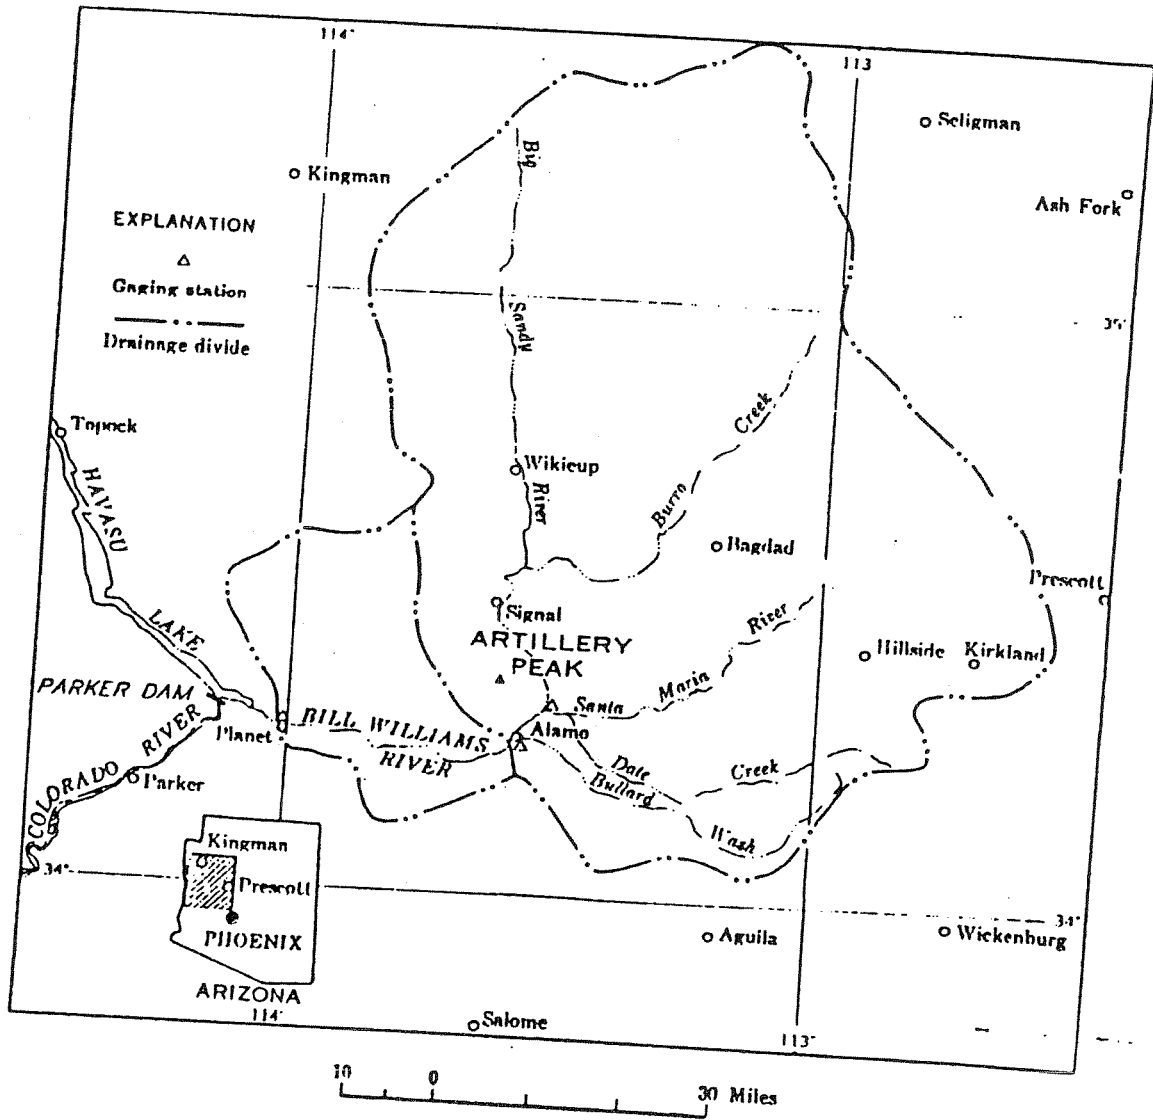 114°
113
Seligman
Kingman
Ash Fork
Big
EXPLANATION
Gaging station
Drainage divide
35°
Sandy
Topock
HAVASU
Creek
Wikieup
River
Burro
Bagdad
Prescott
Signal
LAKE
ARTILLERY
PEAK
River
Hillside
Kirkland
Maria
Santa
PARKER DAM
BILL WILLIAMS
RIVER
Planet
Alamo
COLORADO RIVER
Parker
Date
Creek
Bullard
Wash
Kingman
Prescott
PHOENIX
ARIZONA
34°
34°
Aguila
Wickenburg
114°
Salome
113°
10 0 30 Miles